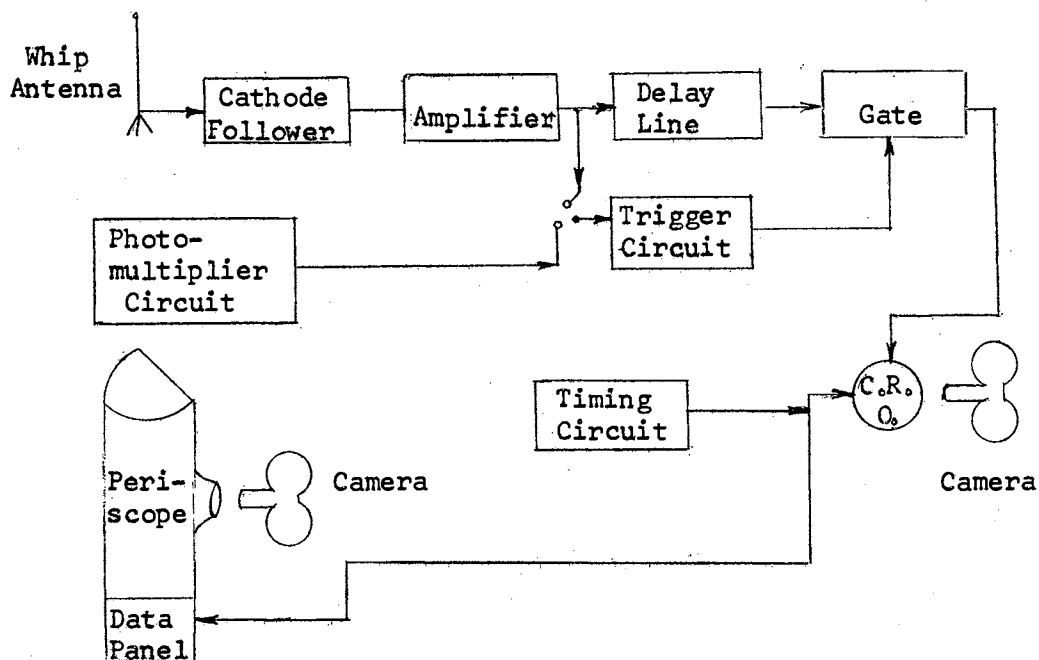 Whip
Antenna
Cathode
Follower
Amplifier
Delay
Line
Gate
Photo-
multiplier
Circuit
Trigger
Circuit
Timing
Circuit
C.R.
O.
Camera
Peri-
scope
Camera
Data
Panel